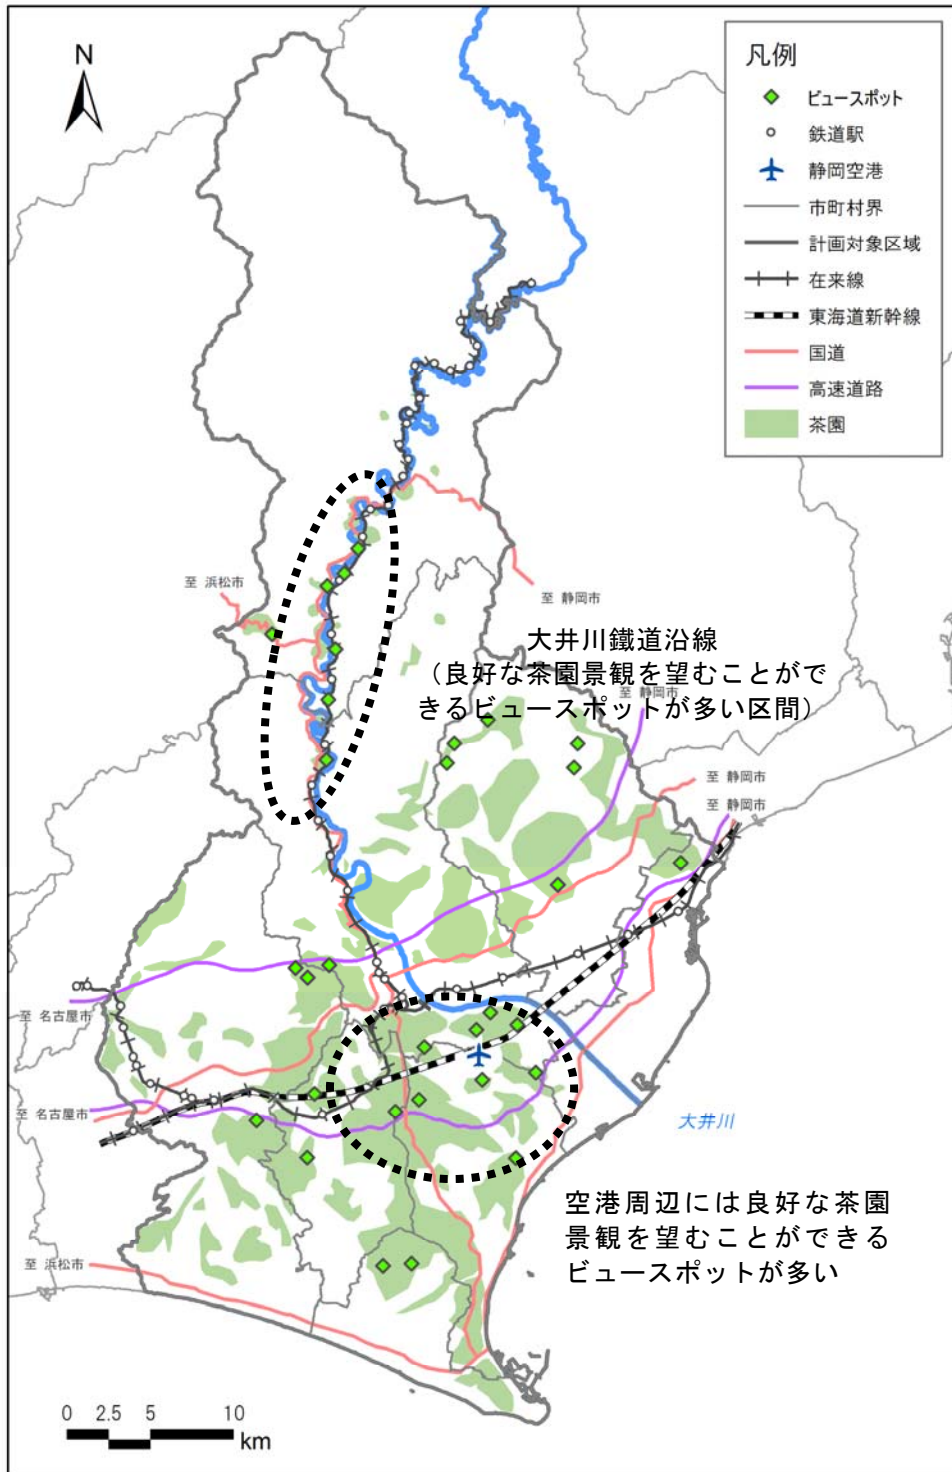 N
凡例
ビュースポット
鉄道駅
静岡空港
市町村界
計画対象区域
在来線
東海道新幹線
国道
高速道路
茶園
至 浜松市
至 静岡市
大井川鐵道沿線
（良好な茶園景観を望むことがで
きるビュースポットが多い区間）
至 静岡市
至 静岡市
至 静岡市
至 名古屋市
至 名古屋市
大井川
空港周辺には良好な茶園
景観を望むことができる
ビュースポットが多い
至 浜松市
0 2.5 5 10
km